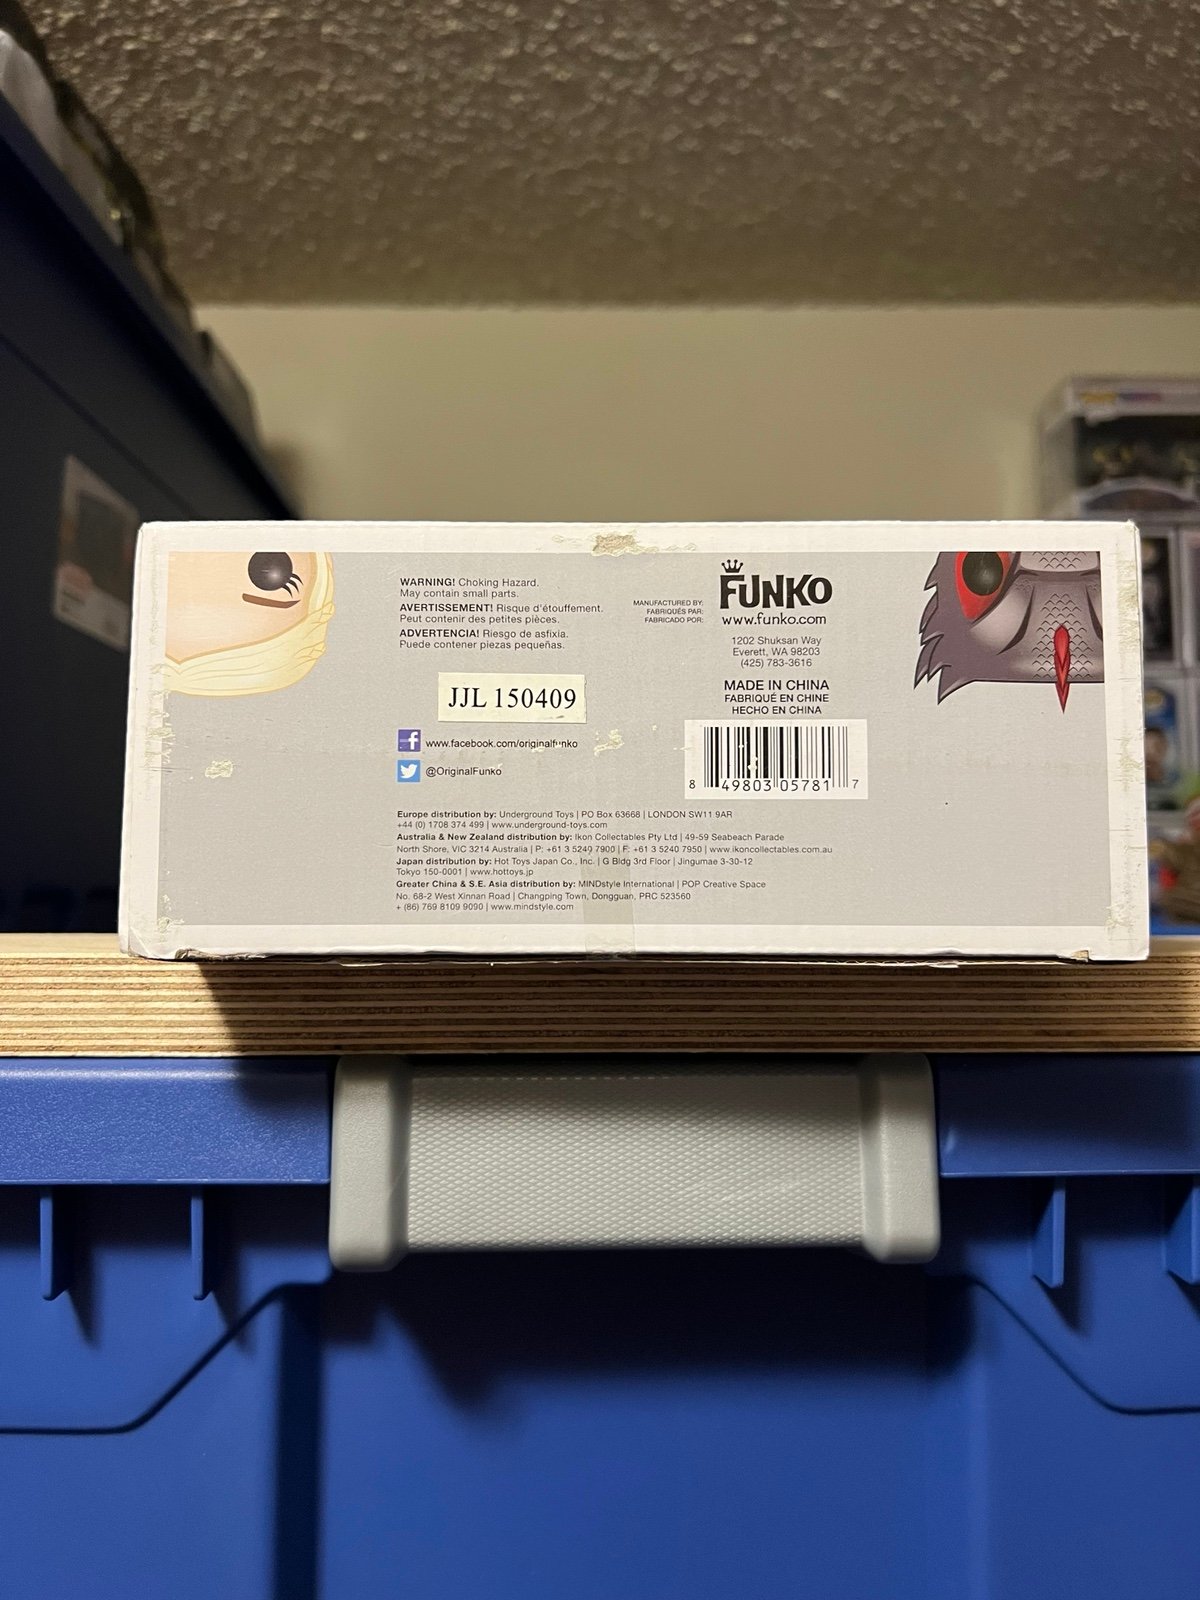 WARNING! Choking Hazard.
May contain small parts.
AVERTISSEMENT! Risque d'étouffement.
Peut contenir des petites pièces.
ADVERTENCIA! Riesgo de asfixia.
Puede contener piezas pequeñas.
JJL 150409
f www.facebook.com/originalfunko
@OriginalFunko
MANUFACTURED BY:
FABRIQUÉS PAR:
FABRICADO POR:
FUNKO
www.funko.com
1202 Shuksan Way
Everett, WA 98203
(425) 783-3616
MADE IN CHINA
FABRIQUÉ EN CHINE
HECHO EN CHINA
8 49803 05781 7
Europe distribution by: Underground Toys | PO Box 63668 | LONDON SW11 9AR
+44 (0) 1708 374 499 | www.underground-toys.com
Australia & New Zealand distribution by: Ikon Collectables Pty Ltd | 49-59 Seabeach Parade
North Shore, VIC 3214 Australia | P: +61 3 5240 7900 | F: +61 3 5240 7950 | www.ikoncollectables.com.au
Japan distribution by: Hot Toys Japan Co., Inc. | G Bldg 3rd Floor | Jingumae 3-30-12
Tokyo 150-0001 | www.hottoys.jp
Greater China & S.E. Asia distribution by: MINDstyle International | POP Creative Space
No. 68-2 West Xinnan Road | Changping Town, Dongguan, PRC 523560
+ (86) 769 8109 9090 | www.mindstyle.com